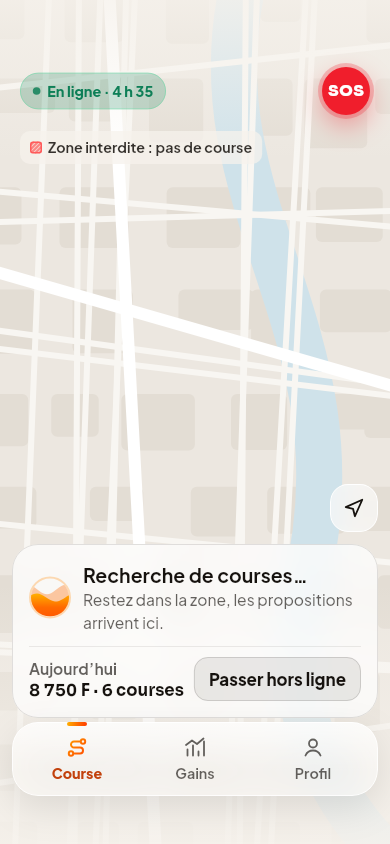 En ligne · 4 h 35
SOS
Zone interdite : pas de course
Recherche de courses...
Restez dans la zone, les propositions
arrivent ici.
Aujourd’hui
8 750 F · 6 courses
Passer hors ligne
Course
Gains
Profil